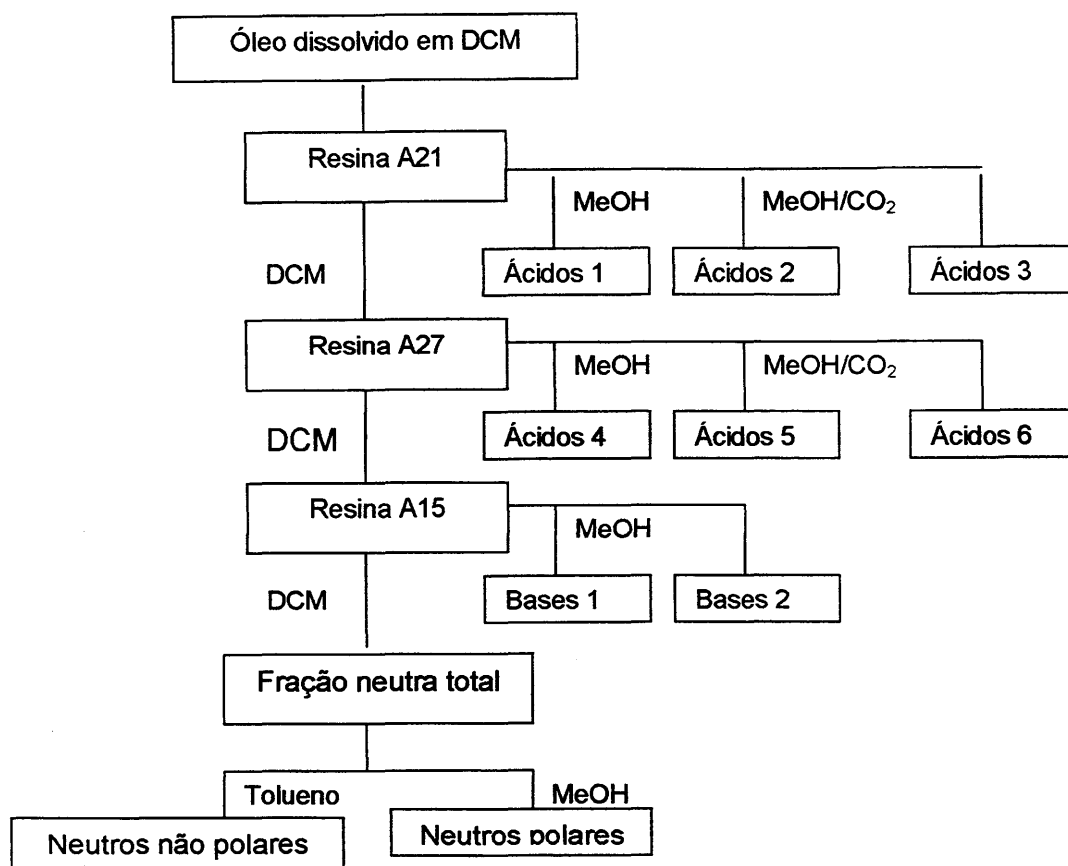 Óleo dissolvido em DCM
Resina A21
MeOH
MeOH/CO₂
DCM
Ácidos 1
Ácidos 2
Ácidos 3
Resina A27
MeOH
MeOH/CO₂
DCM
Ácidos 4
Ácidos 5
Ácidos 6
Resina A15
MeOH
DCM
Bases 1
Bases 2
Fração neutra total
Tolueno
MeOH
Neutros não polares
Neutros polares